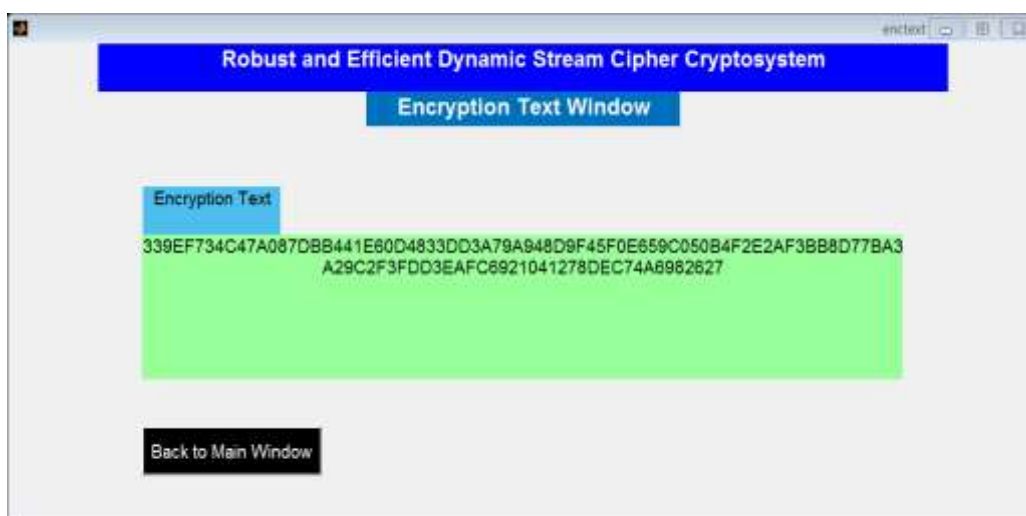 enctext
Robust and Efficient Dynamic Stream Cipher Cryptosystem
Encryption Text Window
Encryption Text
339EF734C47A087DBB441E60D4833DD3A79A948D9F45F0E659C050B4F2E2AF3BB8D77BA3
A29C2F3FDD3EAFC6921041278DEC74A6982627
Back to Main Window